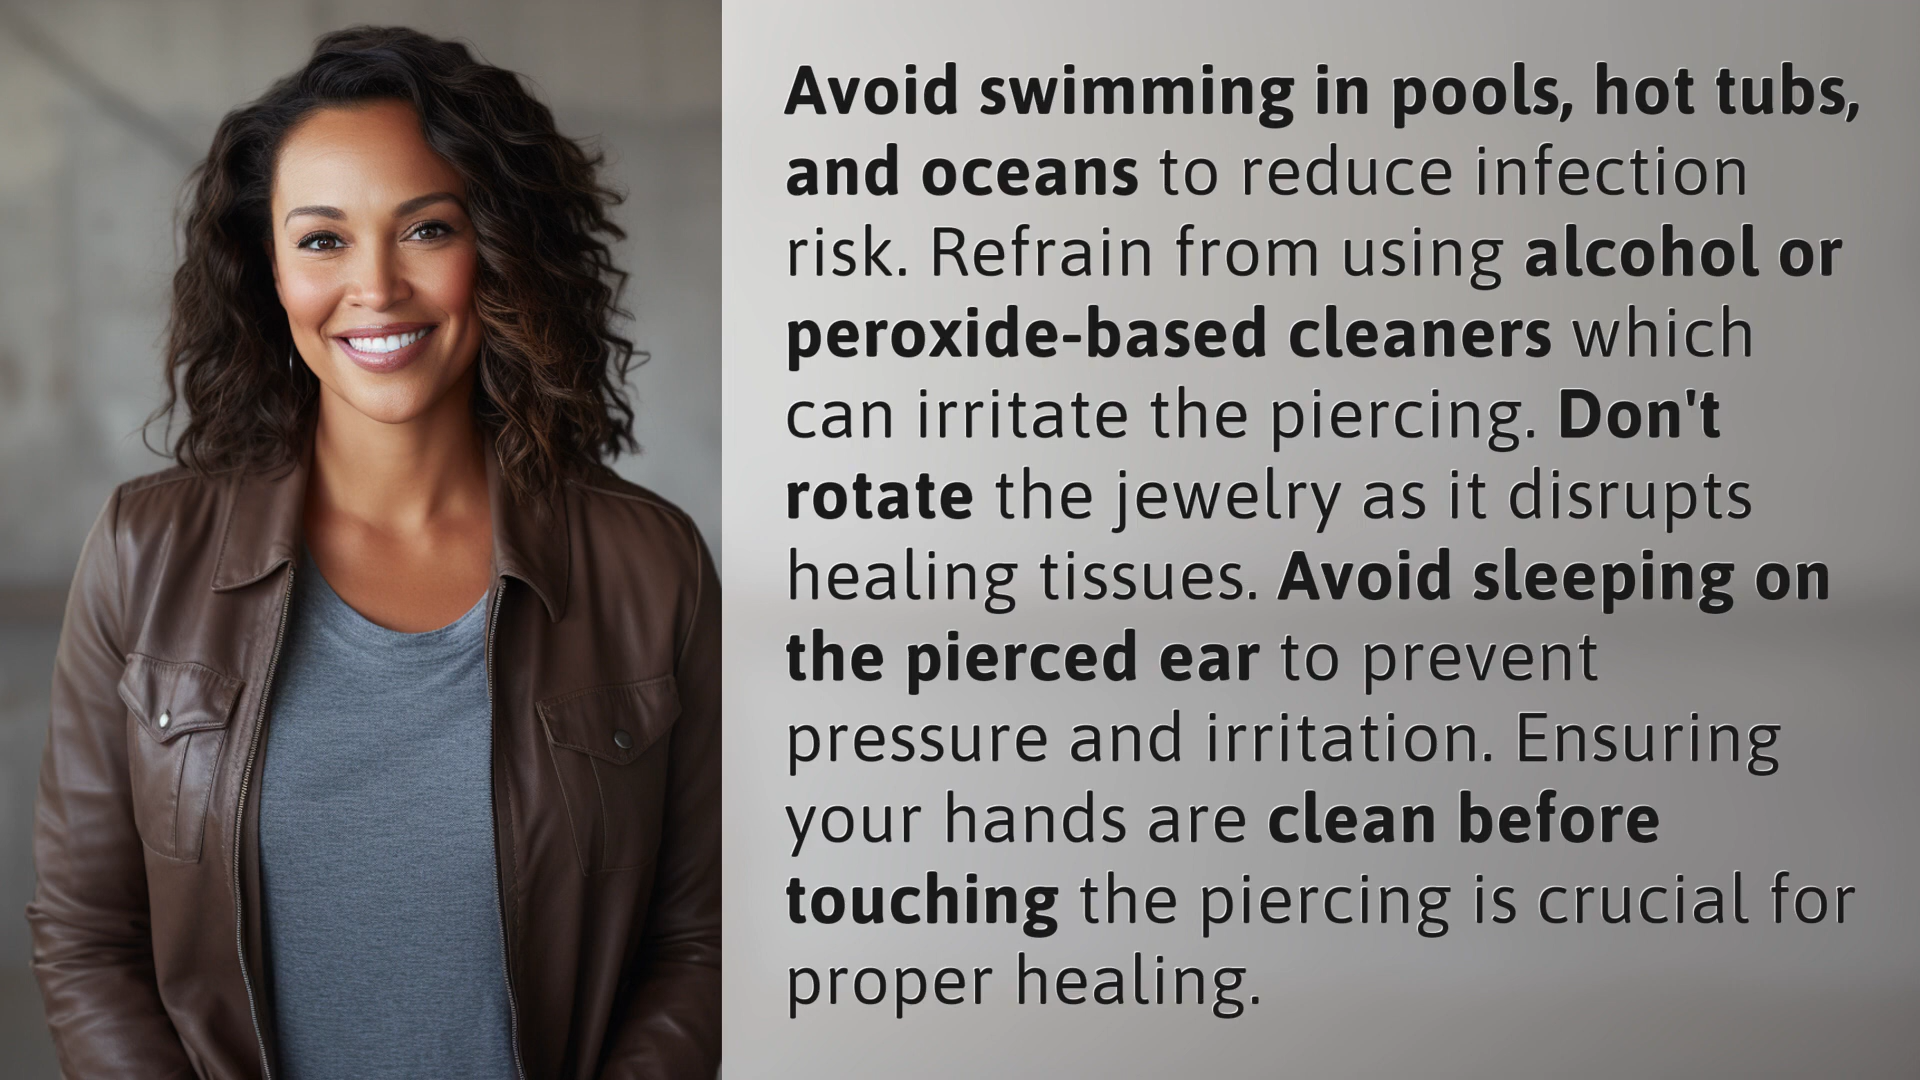 Avoid swimming in pools, hot tubs,
and oceans to reduce infection
risk. Refrain from using alcohol or
peroxide-based cleaners which
can irritate the piercing. Don't
rotate the jewelry as it disrupts
healing tissues. Avoid sleeping on
the pierced ear to prevent
pressure and irritation. Ensuring
your hands are clean before
touching the piercing is crucial for
proper healing.